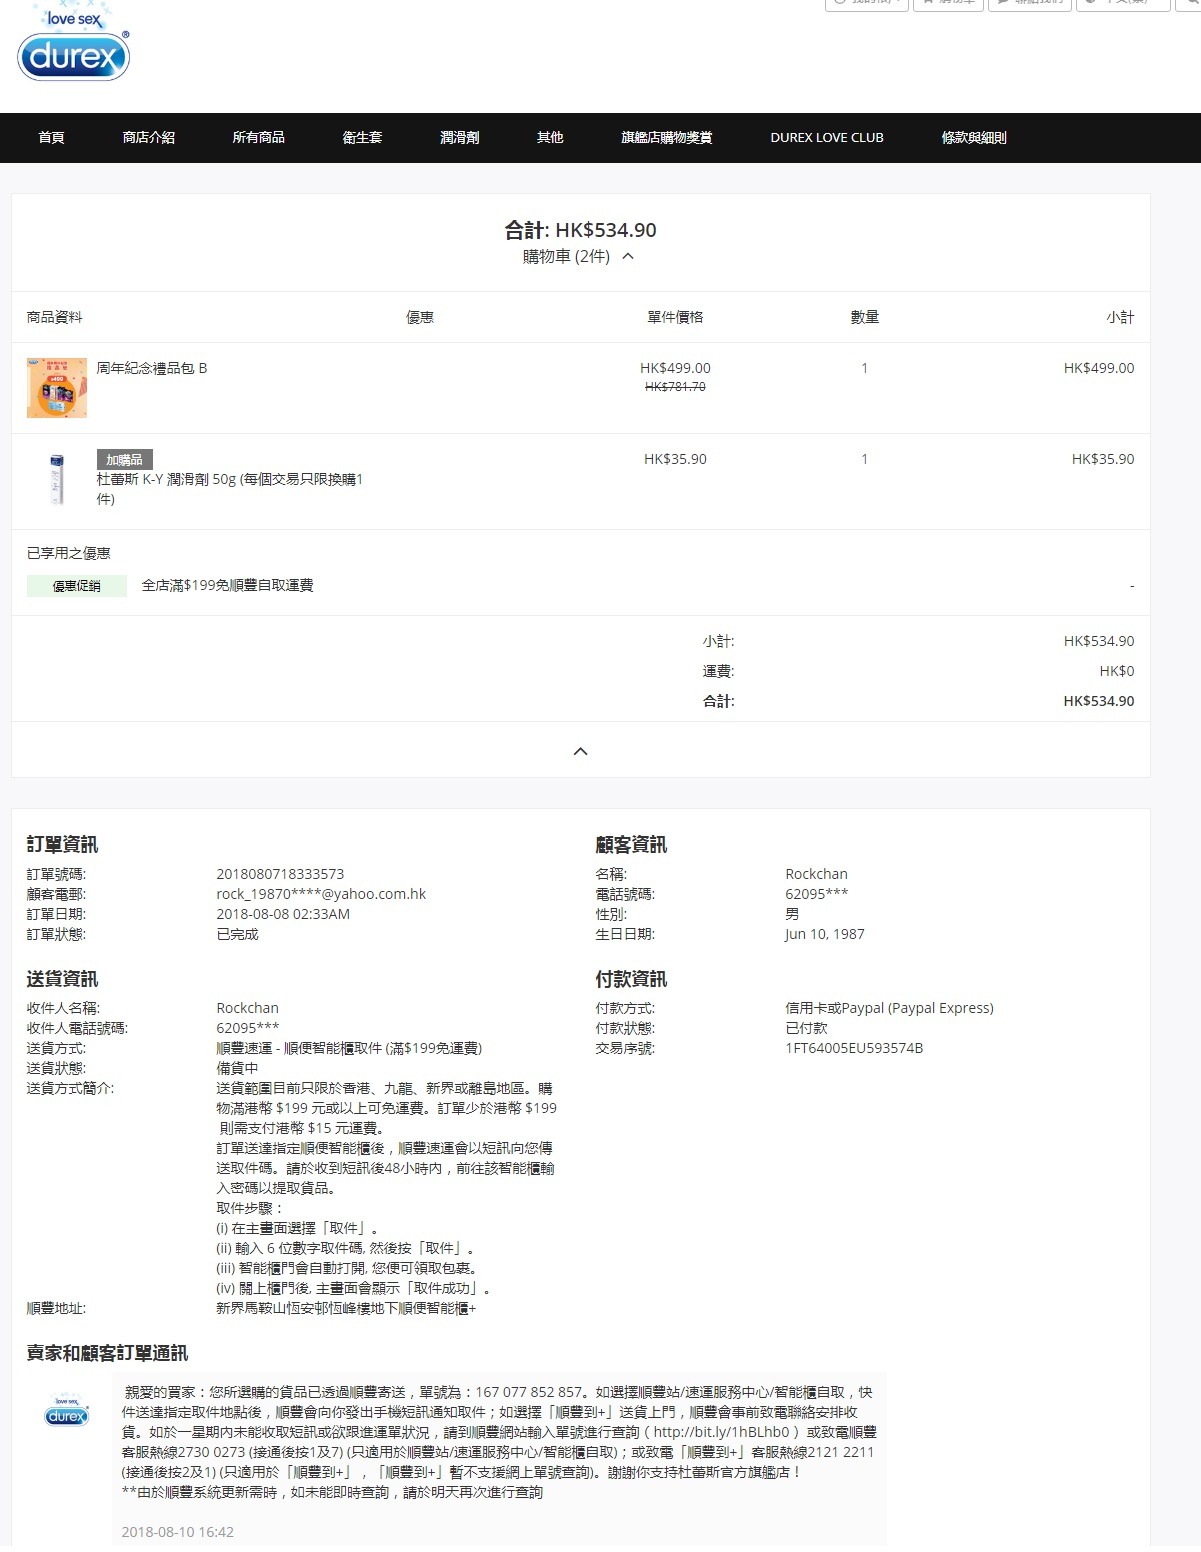 love sex
durex®
首頁 商店介紹 所有商品 衛生套 潤滑劑 其他 旗艦店購物獎賞 DUREX LOVE CLUB 條款與細則
合計: HK$534.90
購物車 (2件)
商品資料 優惠 單件價格 數量 小計
周年紀念禮品包 B HK$499.00 1 HK$499.00
HK$781.70
加購品 HK$35.90 1 HK$35.90
杜蕾斯 K-Y 潤滑劑 50g (每個交易只限換購1
件)
已享用之優惠
優惠促銷 全店滿$199免順豐自取運費 -
小計: HK$534.90
運費: HK$0
合計: HK$534.90
訂單資訊
訂單號碼: 2018080718333573
顧客電郵: rock_19870****@yahoo.com.hk
訂單日期: 2018-08-08 02:33AM
訂單狀態: 已完成
顧客資訊
名稱: Rockchan
電話號碼: 62095***
性別: 男
生日日期: Jun 10, 1987
送貨資訊
收件人名稱: Rockchan
收件人電話號碼: 62095***
送貨方式: 順豐速運 - 順便智能櫃取件 (滿$199免運費)
送貨狀態: 備貨中
送貨方式簡介: 送貨範圍目前只限於香港、九龍、新界或離島地區。購
物滿港幣 $199 元或以上可免運費。訂單少於港幣 $199
則需支付港幣 $15 元運費。
訂單送達指定順便智能櫃後，順豐速運會以短訊向您傳
送取件碼。請於收到短訊後48小時內，前往該智能櫃輸
入密碼以提取貨品。
取件步驟：
(i) 在主畫面選擇「取件」。
(ii) 輸入 6 位數字取件碼, 然後按「取件」。
(iii) 智能櫃門會自動打開, 您便可領取包裹。
(iv) 關上櫃門後, 主畫面會顯示「取件成功」。
順豐地址: 新界馬鞍山恆安邨恆峰樓地下順便智能櫃+
付款資訊
付款方式: 信用卡或Paypal (Paypal Express)
付款狀態: 已付款
交易序號: 1FT64005EU593574B
賣家和顧客訂單通訊
love sex
durex
親愛的買家：您所選購的貨品已透過順豐寄送，單號為：167 077 852 857。如選擇順豐站/速運服務中心/智能櫃自取，快
件送達指定取件地點後，順豐會向你發出手機短訊通知取件；如選擇「順豐到+」送貨上門，順豐會事前致電聯絡安排收
貨。如於一星期內未能收取短訊或欲跟進運單狀況，請到順豐網站輸入單號進行查詢（ http://bit.ly/1hBLhb0 ）或致電順豐
客服熱線2730 0273 (接通後按1及7) (只適用於順豐站/速運服務中心/智能櫃自取)；或致電「順豐到+」客服熱線2121 2211
(接通後按2及1) (只適用於「順豐到+」，「順豐到+」暫不支援網上單號查詢)。謝謝你支持杜蕾斯官方旗艦店！
**由於順豐系統更新需時，如未能即時查詢，請於明天再次進行查詢
2018-08-10 16:42